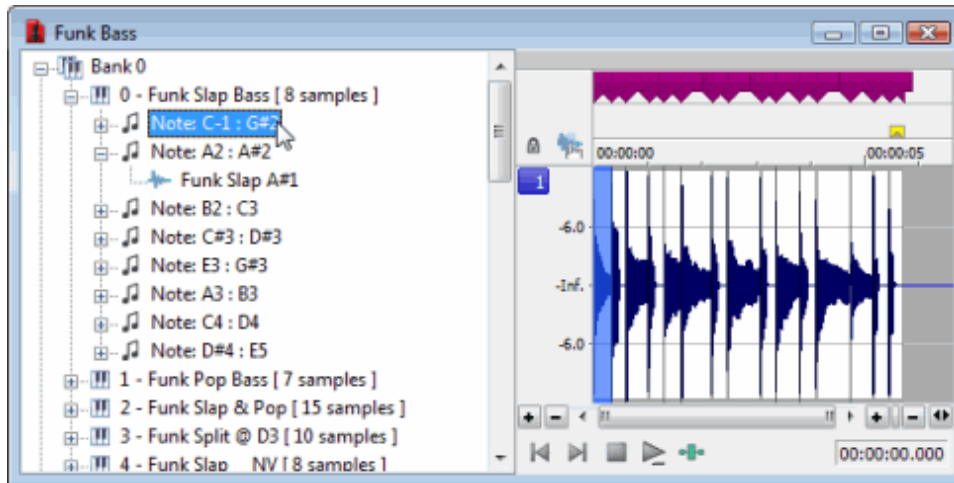 Funk Bass
Bank 0
0 - Funk Slap Bass [ 8 samples ]
Note: C-1 : G#2
Note: A2 : A#2
Funk Slap A#1
Note: B2 : C3
Note: C#3 : D#3
Note: E3 : G#3
Note: A3 : B3
Note: C4 : D4
Note: D#4 : E5
1 - Funk Pop Bass [ 7 samples ]
2 - Funk Slap & Pop [ 15 samples ]
3 - Funk Split @ D3 [ 10 samples ]
4 - Funk Slap __ NV [ 8 samples ]
00:00:00
00:00:05
1
-6.0
-Inf.
-6.0
00:00:00.000